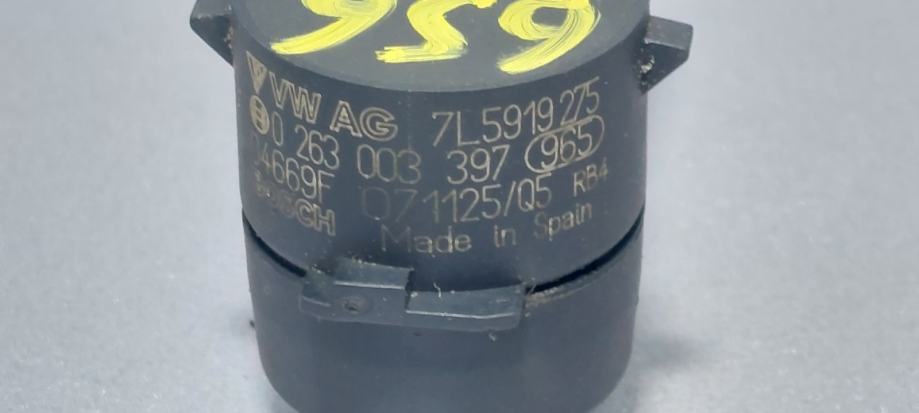 959
VW AG 7L5919275
0 263 003 397 965
4669F 071125/Q5 RB4
BOSCH Made in Spain